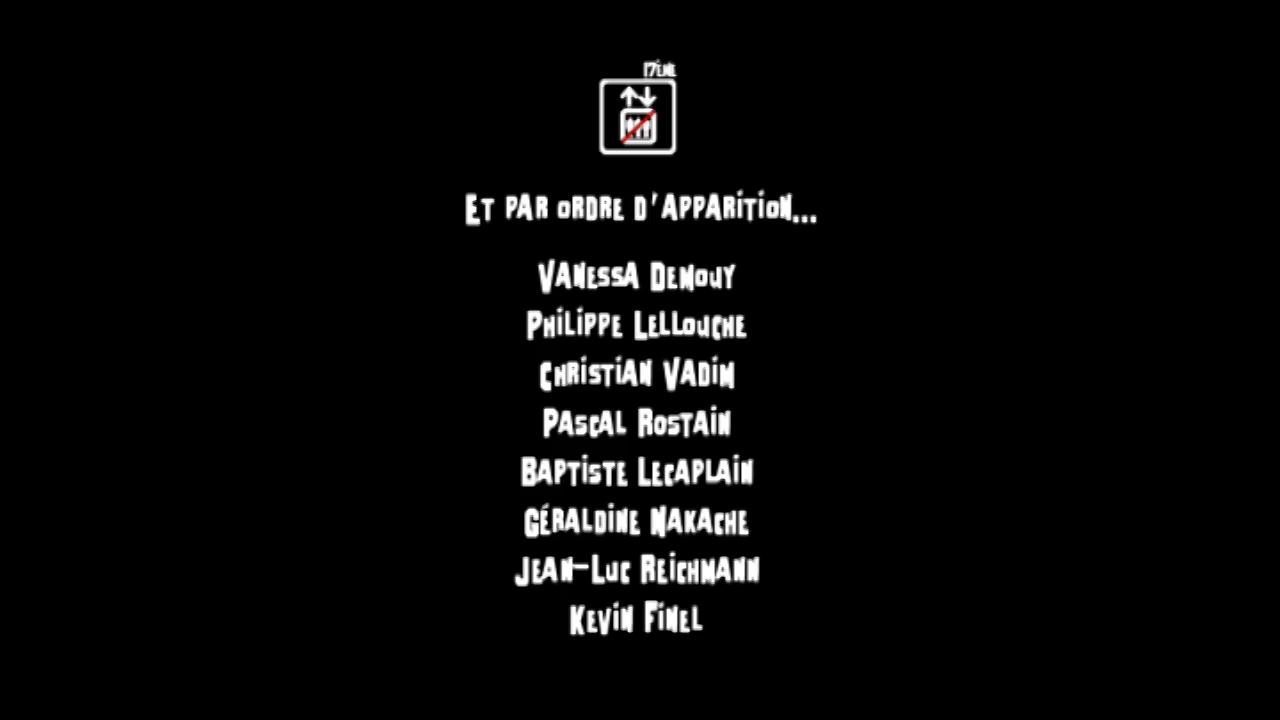 17ème
Et par ordre d'apparition...
Vanessa Demouy
Philippe Lellouche
Christian Vadim
Pascal Rostain
Baptiste Lecaplain
Géraldine Nakache
Jean-Luc Reichmann
Kevin Finel